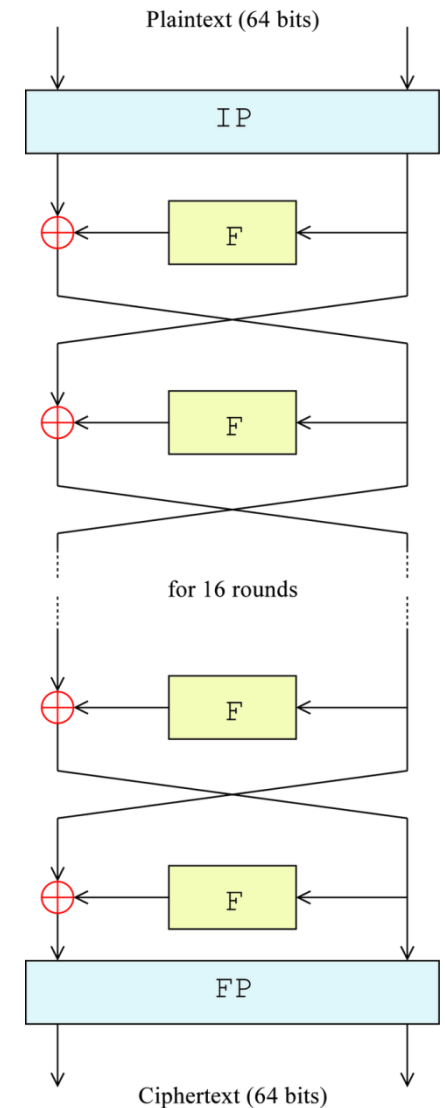 Plaintext (64 bits)
IP
F
F
for 16 rounds
F
F
FP
Ciphertext (64 bits)